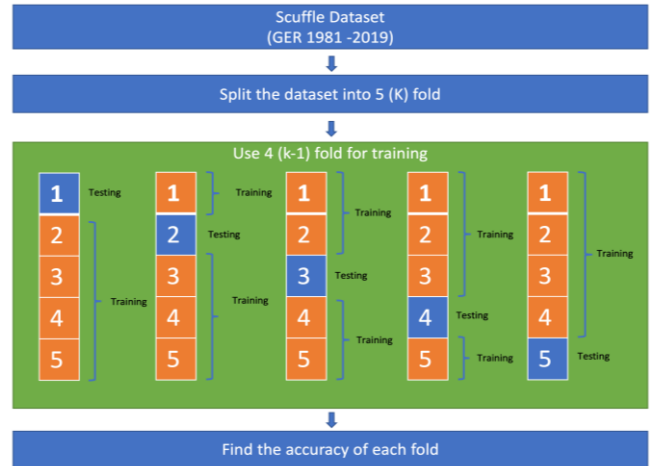 Scuffle Dataset
(GER 1981 -2019)
Split the dataset into 5 (K) fold
Use 4 (k-1) fold for training
1 Testing 1 Training 1 1 1
2 2 Testing 2 2 Training 2 Training
3 Training 3 Training 3 Testing 3 3
4 4 4 Training 4 Testing 4
5 5 5 5 Training 5 Testing
Find the accuracy of each fold